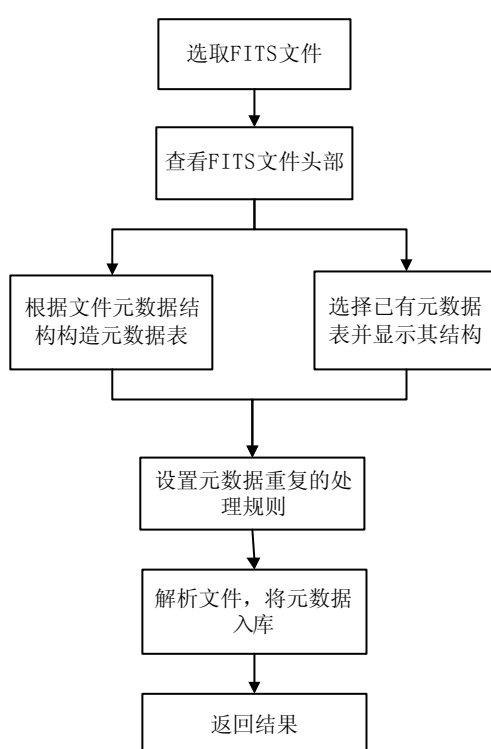 选取FITS文件
查看FITS文件头部
根据文件元数据结
构构造元数据表
选择已有元数据
表并显示其结构
设置元数据重复的处
理规则
解析文件，将元数据
入库
返回结果